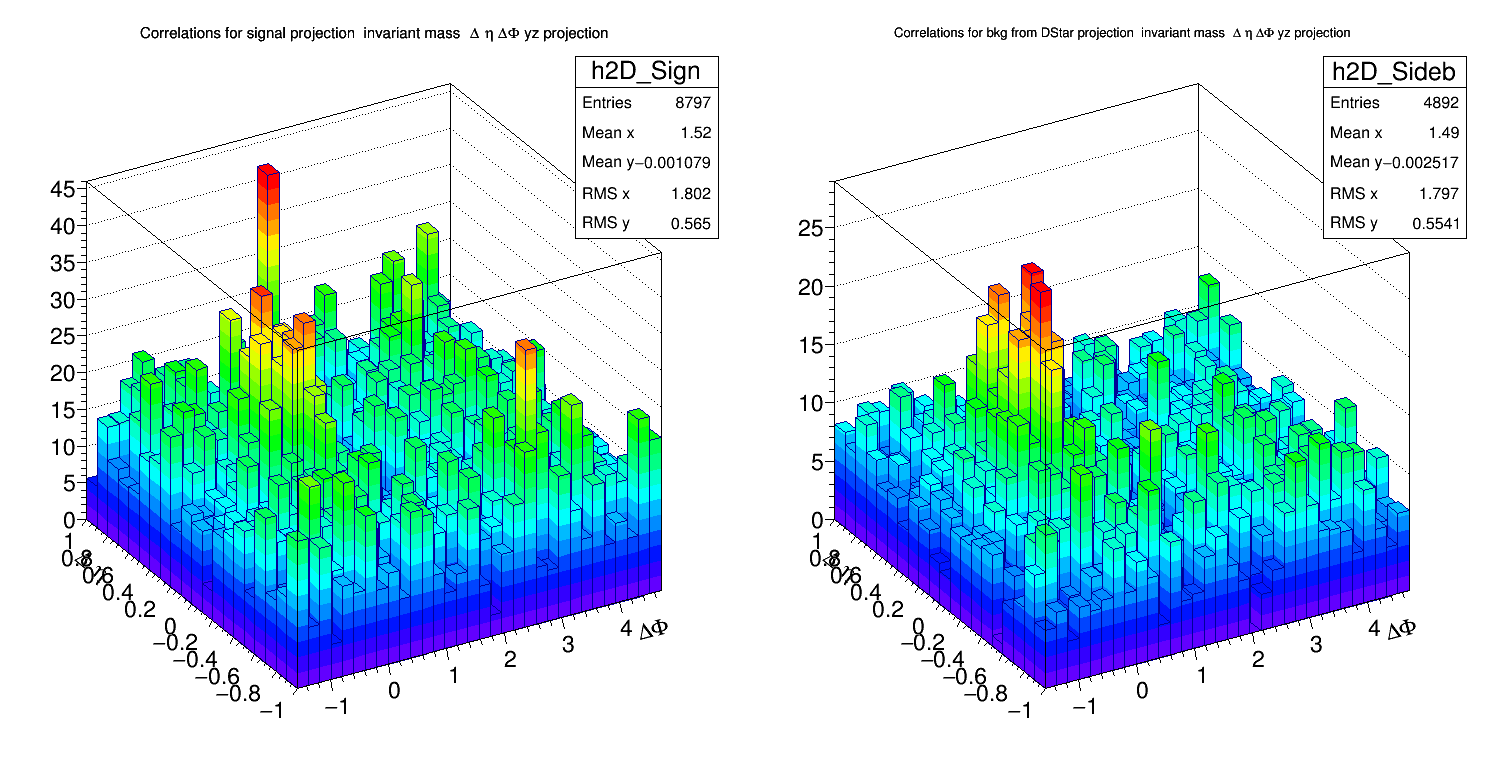 Correlations for signal projection  invariant mass  Δ η ΔΦ yz projection
h2D_Sign
Entries 8797
Mean x 1.52
Mean y −0.001079
RMS x 1.802
RMS y 0.565
45
40
35
30
25
20
15
10
5
0
1
0.8
0.6
Δ η
0.4
0.2
0
−0.2
−0.4
−0.6
−0.8
−1
−1
0
1
2
3
4
ΔΦ
Correlations for bkg from DStar projection  invariant mass  Δ η ΔΦ yz projection
h2D_Sideb
Entries 4892
Mean x 1.49
Mean y −0.002517
RMS x 1.797
RMS y 0.5541
25
20
15
10
5
0
1
0.8
0.6
Δ η
0.4
0.2
0
−0.2
−0.4
−0.6
−0.8
−1
−1
0
1
2
3
4
ΔΦ